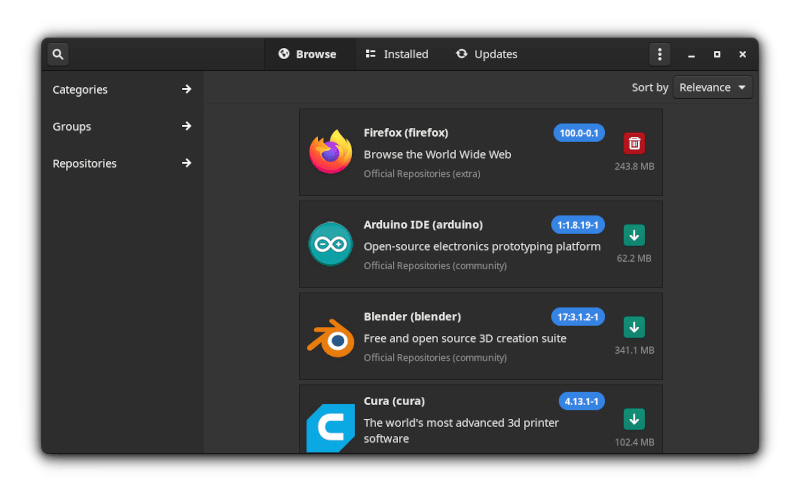 Browse
Installed
Updates
Categories
Groups
Repositories
Sort by
Relevance
Firefox (firefox)
100.0-0.1
Browse the World Wide Web
Official Repositories (extra)
243.8 MB
Arduino IDE (arduino)
1:1.8.19-1
Open-source electronics prototyping platform
Official Repositories (community)
62.2 MB
Blender (blender)
17:3.1.2-1
Free and open source 3D creation suite
Official Repositories (community)
341.1 MB
Cura (cura)
4.13.1-1
The world's most advanced 3d printer
software
102.4 MB